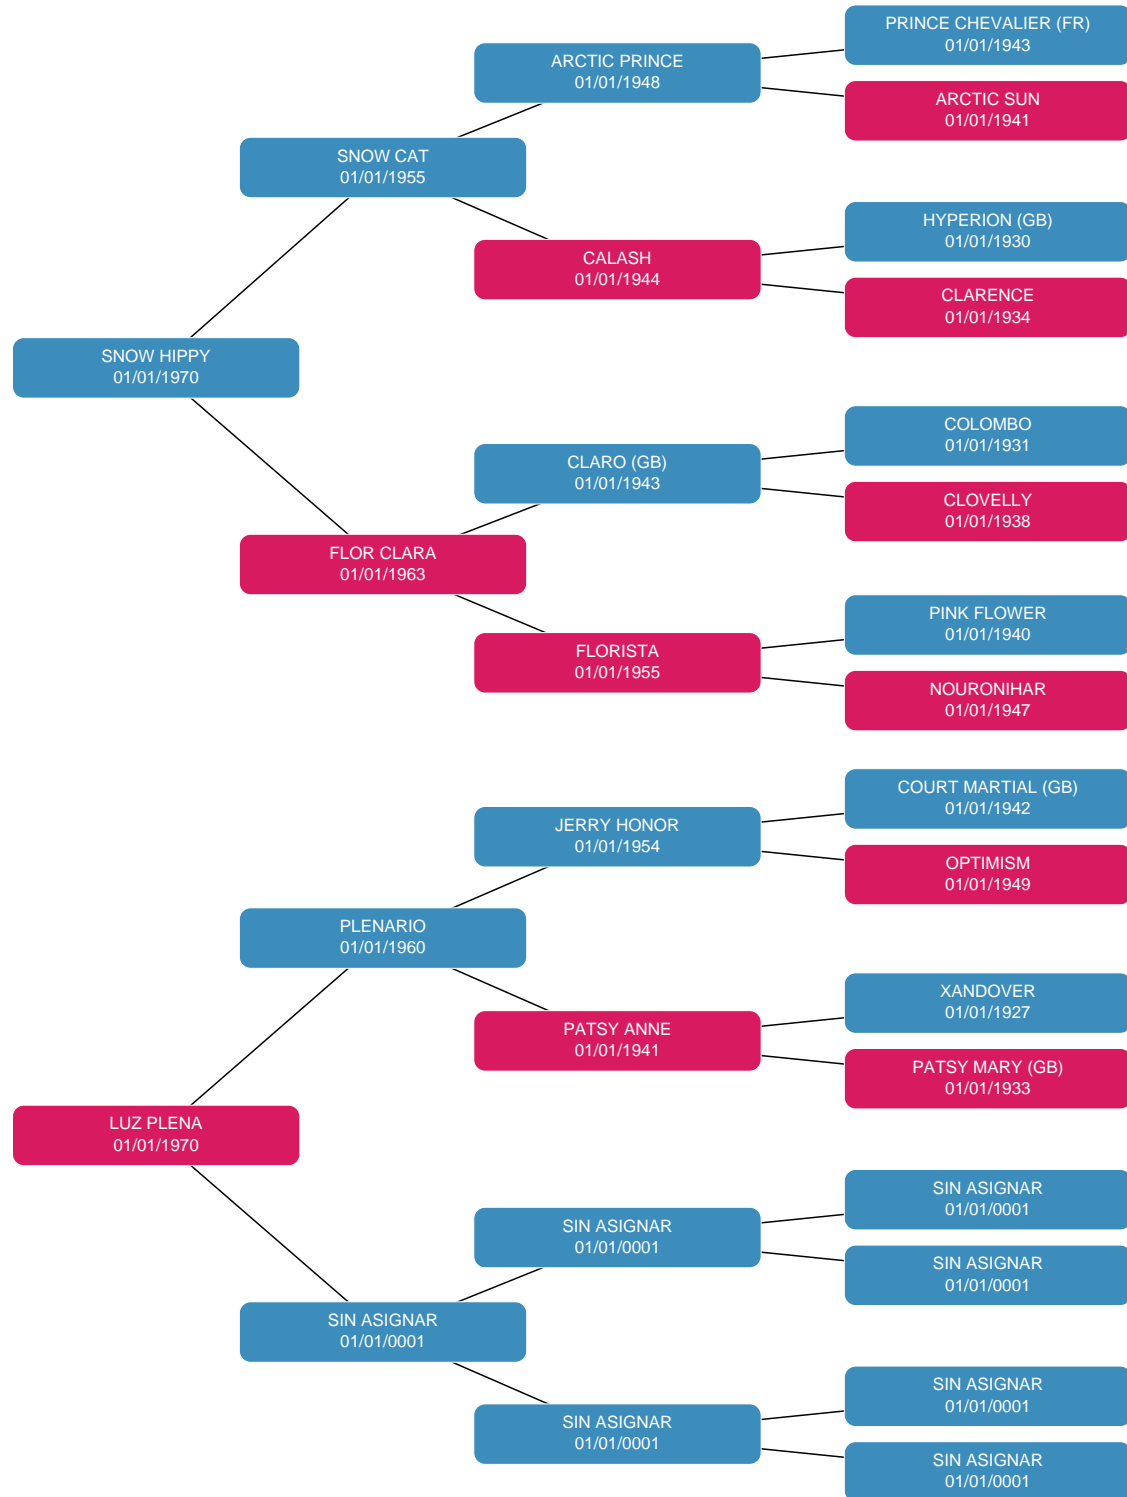 PRINCE CHEVALIER (FR)
01/01/1943
ARCTIC PRINCE
01/01/1948
ARCTIC SUN
01/01/1941
SNOW CAT
01/01/1955
HYPERION (GB)
01/01/1930
CALASH
01/01/1944
CLARENCE
01/01/1934
SNOW HIPPY
01/01/1970
COLOMBO
01/01/1931
CLARO (GB)
01/01/1943
CLOVELLY
01/01/1938
FLOR CLARA
01/01/1963
PINK FLOWER
01/01/1940
FLORISTA
01/01/1955
NOURONIHAR
01/01/1947
COURT MARTIAL (GB)
01/01/1942
JERRY HONOR
01/01/1954
OPTIMISM
01/01/1949
PLENARIO
01/01/1960
XANDOVER
01/01/1927
PATSY ANNE
01/01/1941
PATSY MARY (GB)
01/01/1933
LUZ PLENA
01/01/1970
SIN ASIGNAR
01/01/0001
SIN ASIGNAR
01/01/0001
SIN ASIGNAR
01/01/0001
SIN ASIGNAR
01/01/0001
SIN ASIGNAR
01/01/0001
SIN ASIGNAR
01/01/0001
SIN ASIGNAR
01/01/0001